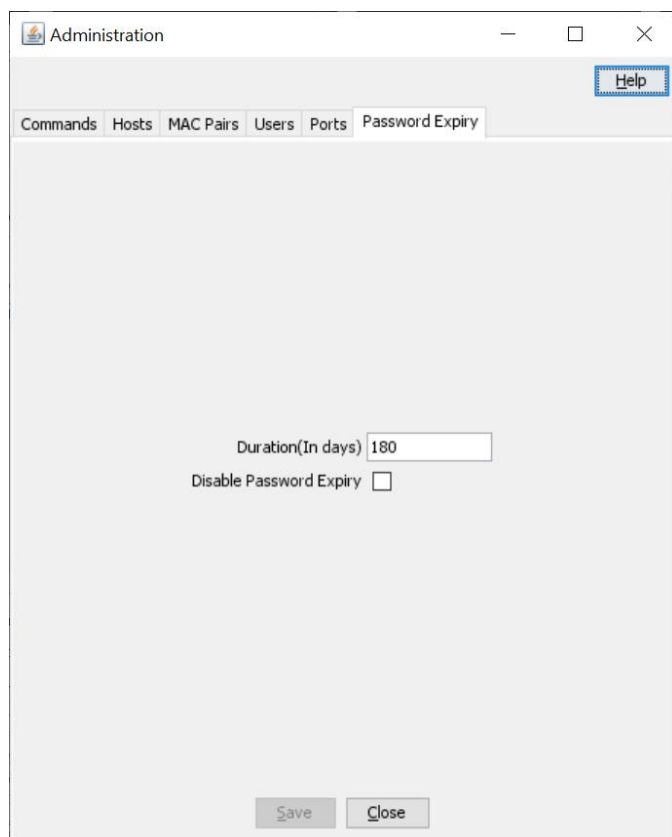 Administration
Help
Commands Hosts MAC Pairs Users Ports Password Expiry
Duration(In days) 180
Disable Password Expiry
Save Close